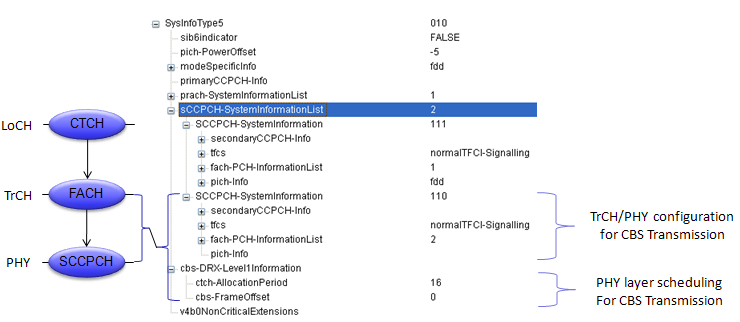 SysInfoType5 010
sib6indicator FALSE
pich-PowerOffset -5
modeSpecificInfo fdd
primaryCCPCH-Info
prach-SystemInformationList 1
sCCPCH-SystemInformationList 2
LoCH CTCH SCCPCH-SystemInformation 111
secondaryCCPCH-Info
tfcs normalTFCI-Signalling
fach-PCH-InformationList 1
pich-Info fdd
TrCH FACH SCCPCH-SystemInformation 110
secondaryCCPCH-Info
tfcs normalTFCI-Signalling
fach-PCH-InformationList 2
pich-Info
TrCH/PHY configuration
for CBS Transmission
PHY SCCPCH cbs-DRX-Level1Information
ctch-AllocationPeriod 16
cbs-FrameOffset 0
PHY layer scheduling
For CBS Transmission
v4b0NonCriticalExtensions